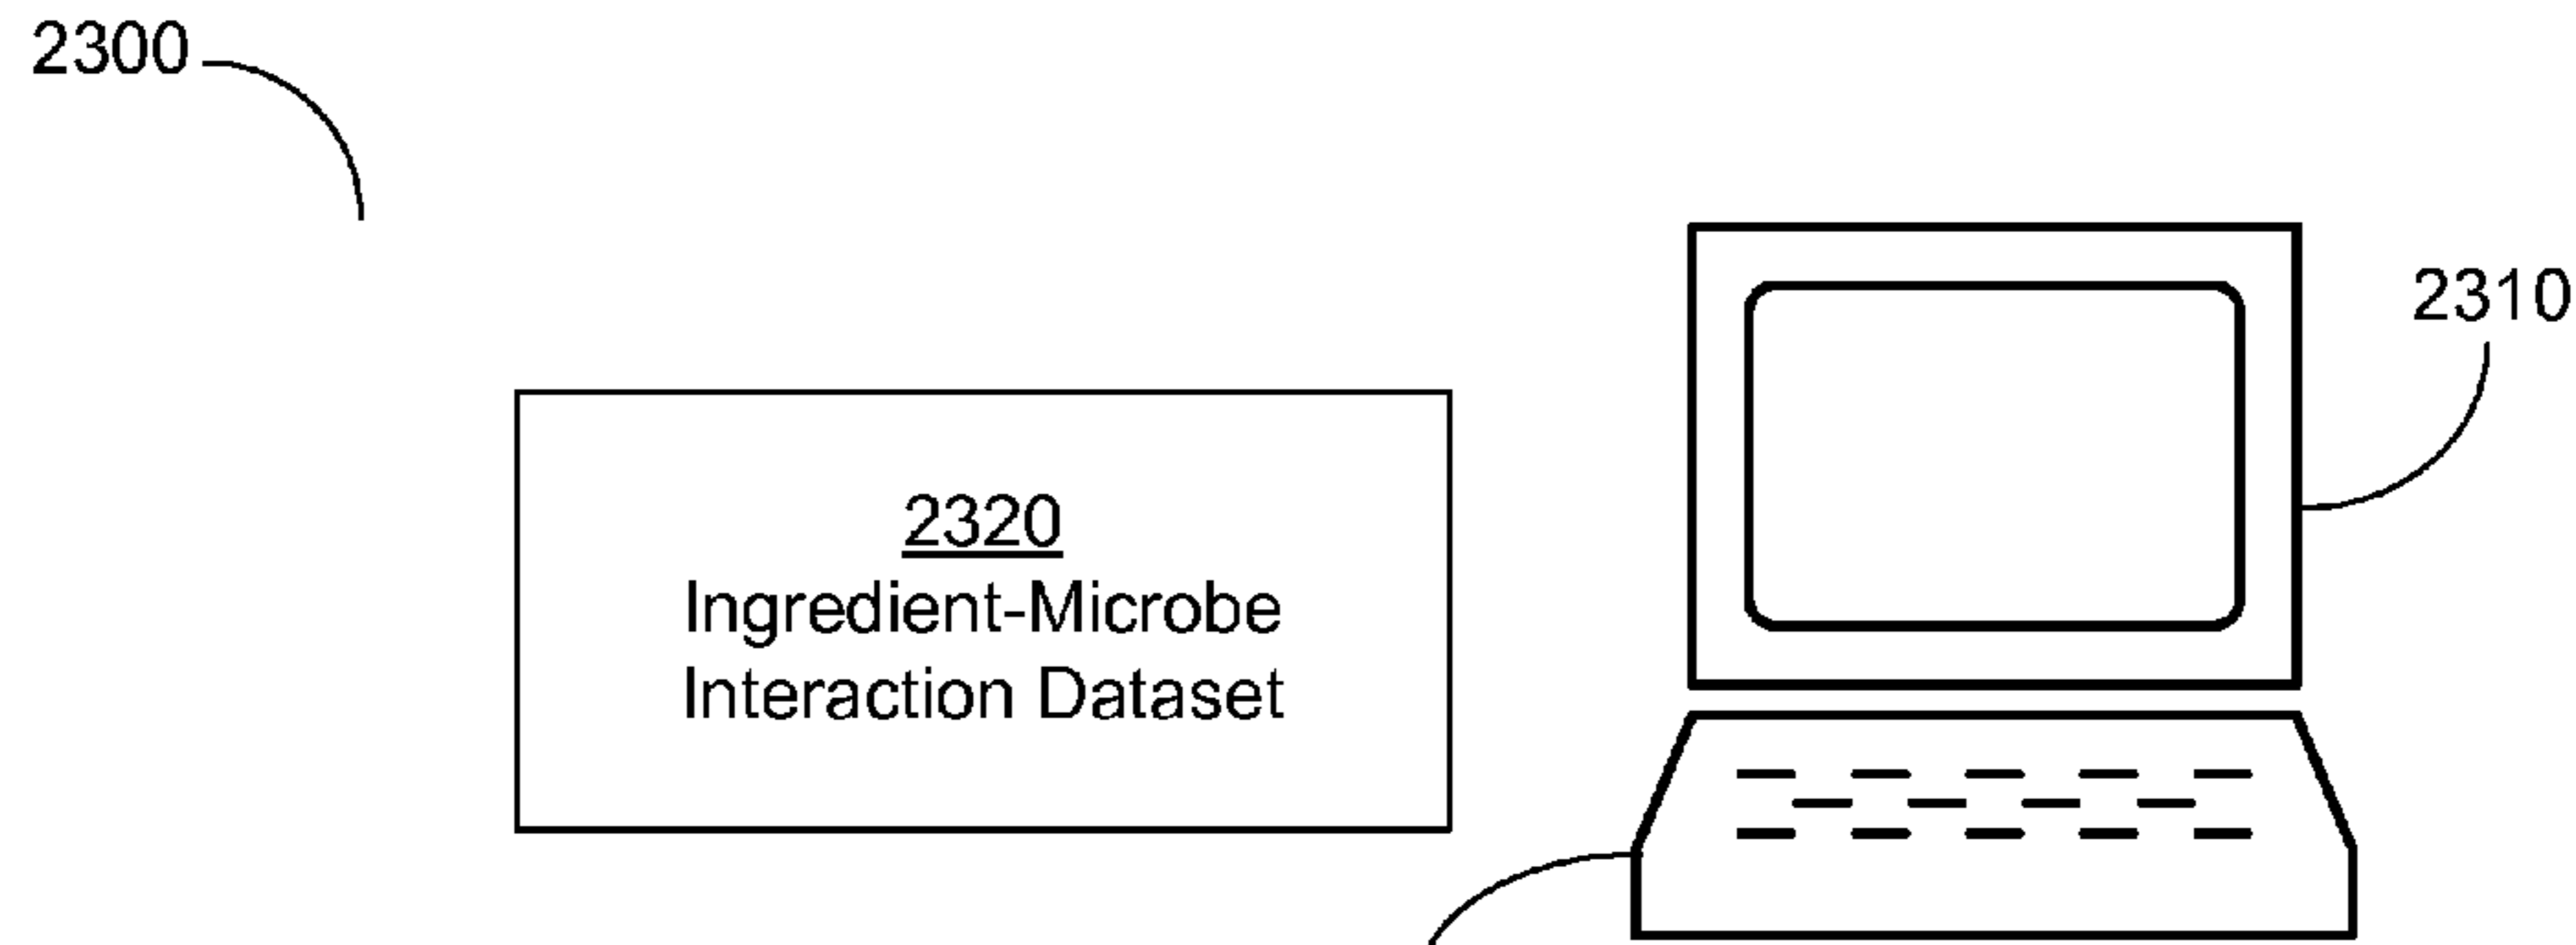 2300
2310
2320
Ingredient-Microbe
Interaction Dataset